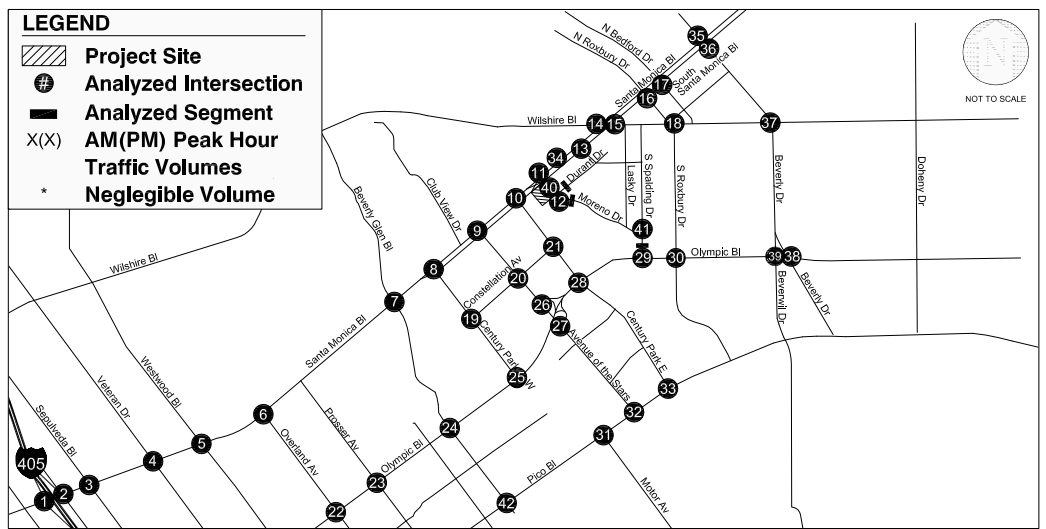 LEGEND
Project Site
# Analyzed Intersection
Analyzed Segment
X(X) AM(PM) Peak Hour
Traffic Volumes
* Neglegible Volume
N
NOT TO SCALE
N Bedford Dr
N Roxbury Dr
Santa Monica Bl
South
Santa Monica Bl
35
36
17
16
Wilshire Bl
14
15
18
37
13
34
11
40
12
10
Durant Dr
Moreno Dr
Lasky Dr
S Spalding Dr
S Roxbury Dr
Beverly Dr
Doheny Dr
Beverly Glen Bl
Club View Dr
9
41
21
29
30
Olympic Bl
39
38
Wilshire Bl
8
Constellation Av
20
28
7
26
19
27
Beverwil Dr
Beverly Dr
Santa Monica Bl
Century Park W
Avenue of the Stars
Century Park E
25
33
Westwood Bl
Veteran Dr
Sepulveda Bl
6
Prosser Av
Overland Av
32
24
31
5
Olympic Bl
4
405
Pico Bl
23
3
2
1
42
22
Motor Av